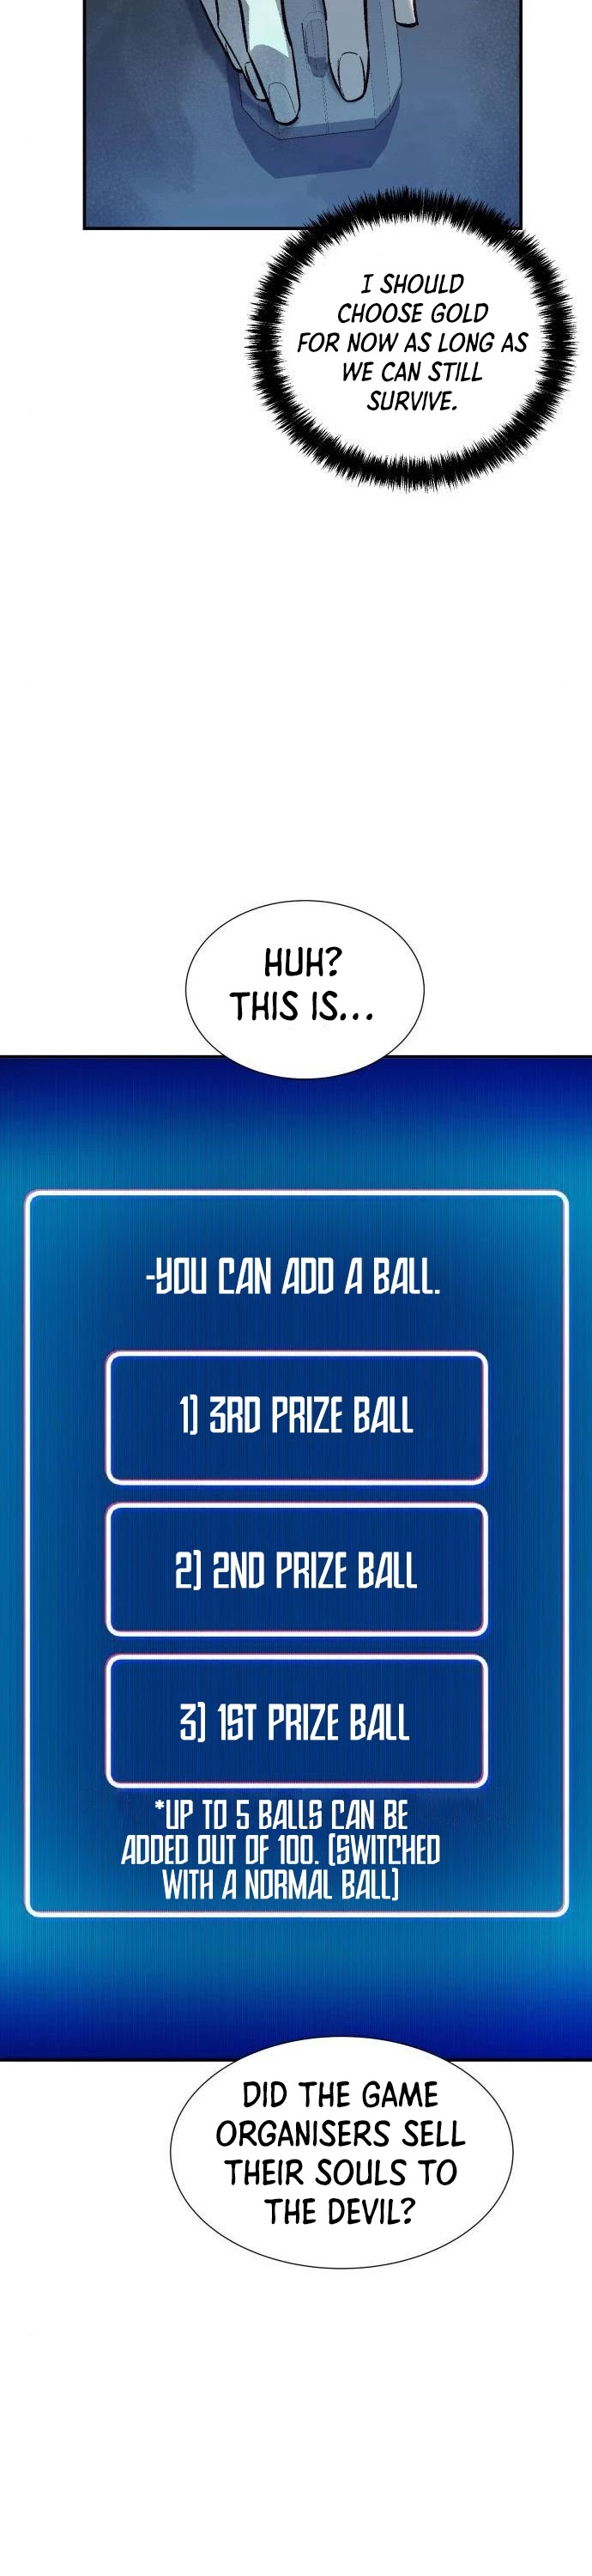 I SHOULD
CHOOSE GOLD
FOR NOW AS LONG AS
WE CAN STILL
SURVIVE.
HUH?
THIS IS...
-YOU CAN ADD A BALL.
1) 3RD PRIZE BALL
2) 2ND PRIZE BALL
3) 1ST PRIZE BALL
*UP TO 5 BALLS CAN BE
ADDED OUT OF 100. (SWITCHED
WITH A NORMAL BALL)
DID THE GAME
ORGANISERS SELL
THEIR SOULS TO
THE DEVIL?